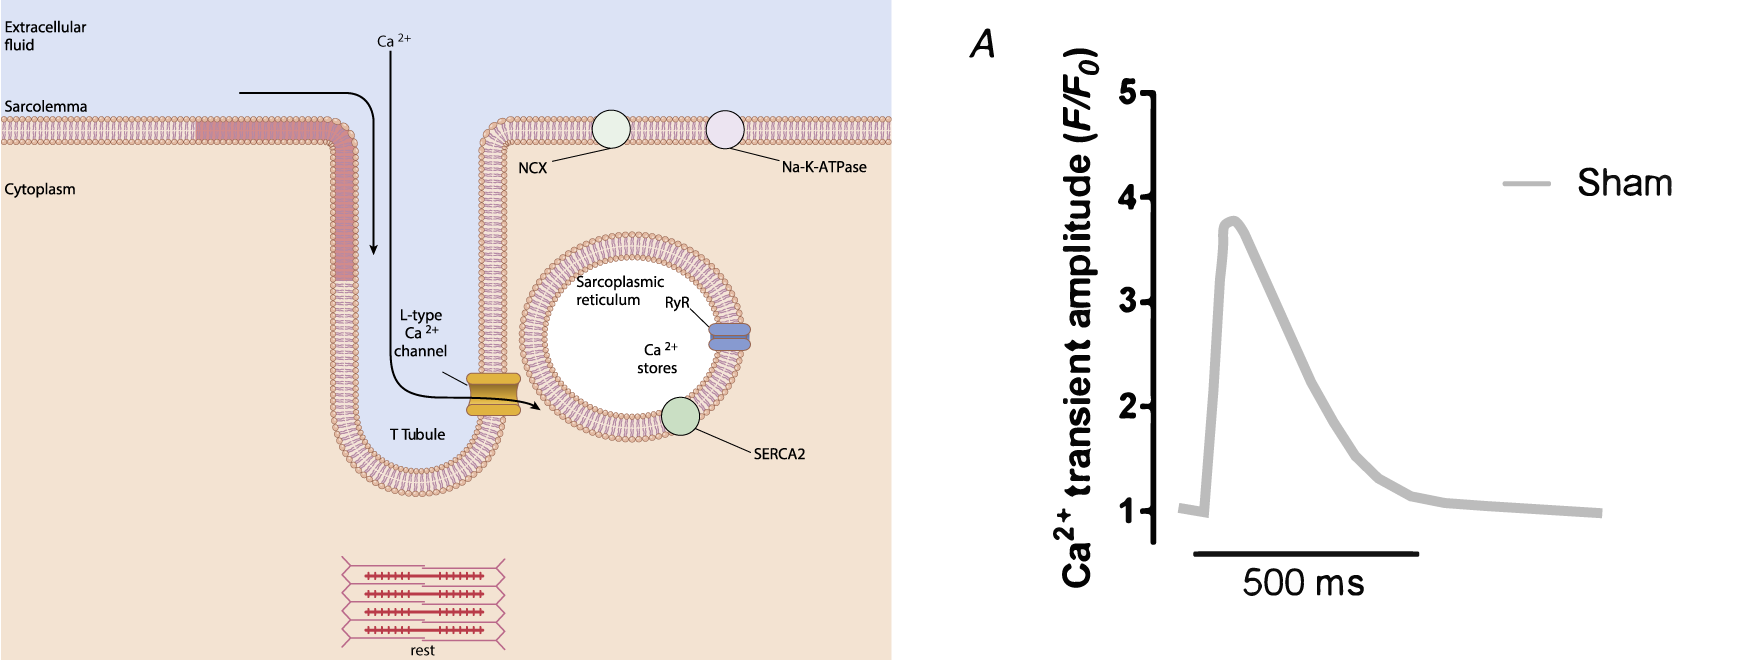 Extracellular
fluid
Ca 2+
Sarcolemma
NCX
Na-K-ATPase
Cytoplasm
Sarcoplasmic
reticulum
RyR
L-type
Ca 2+
channel
Ca 2+
stores
T Tubule
SERCA2
rest
A
Ca2+ transient amplitude (F/F0)
5
4
3
2
1
Sham
500 ms